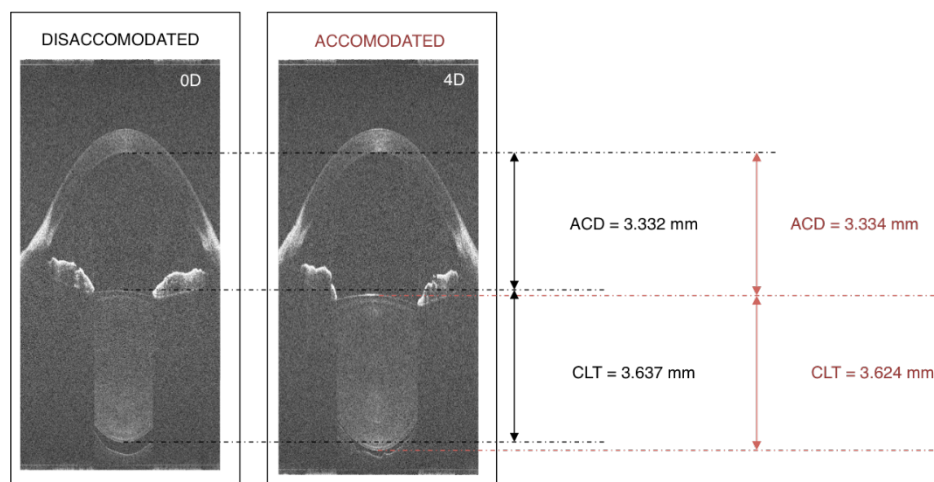 DISACCOMODATED
ACCOMODATED
0D
4D
ACD = 3.332 mm
ACD = 3.334 mm
CLT = 3.637 mm
CLT = 3.624 mm